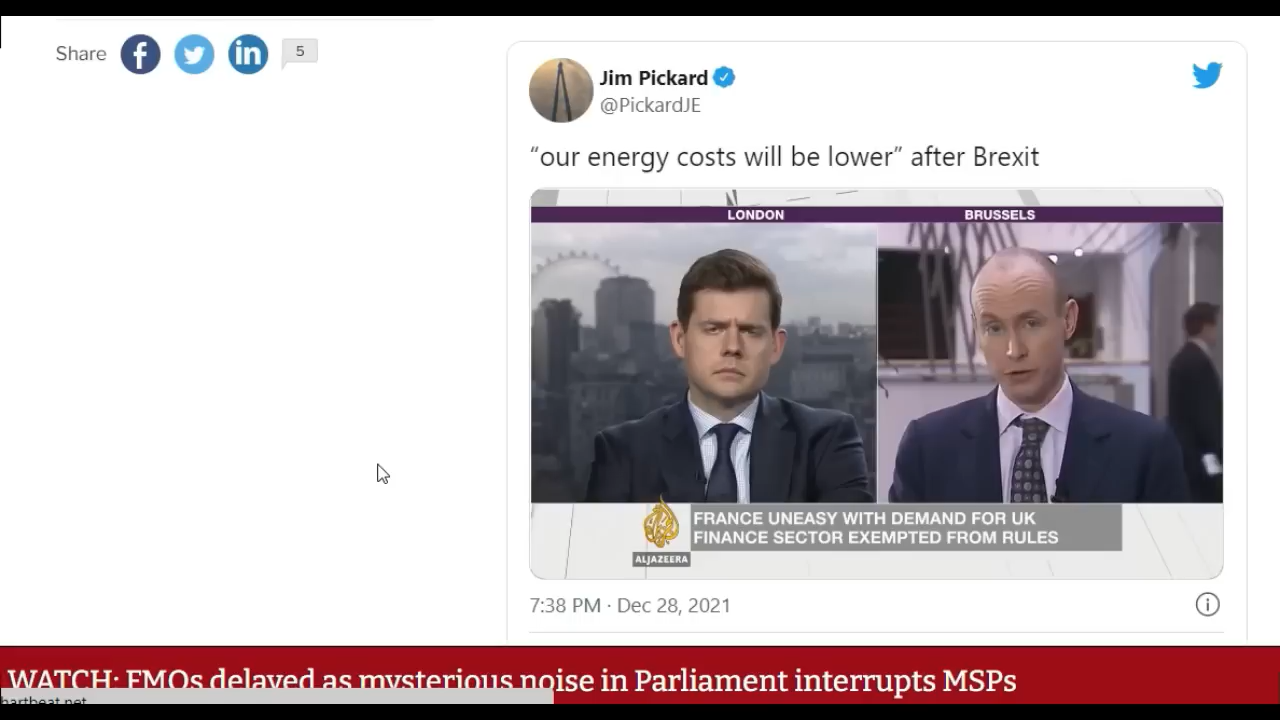 Share
5
Jim Pickard
@PickardJE
“our energy costs will be lower” after Brexit
LONDON
BRUSSELS
FRANCE UNEASY WITH DEMAND FOR UK
FINANCE SECTOR EXEMPTED FROM RULES
ALJAZEERA
7:38 PM · Dec 28, 2021
WATCH: FMQs delayed as mysterious noise in Parliament interrupts MSPs
hartbeat.net